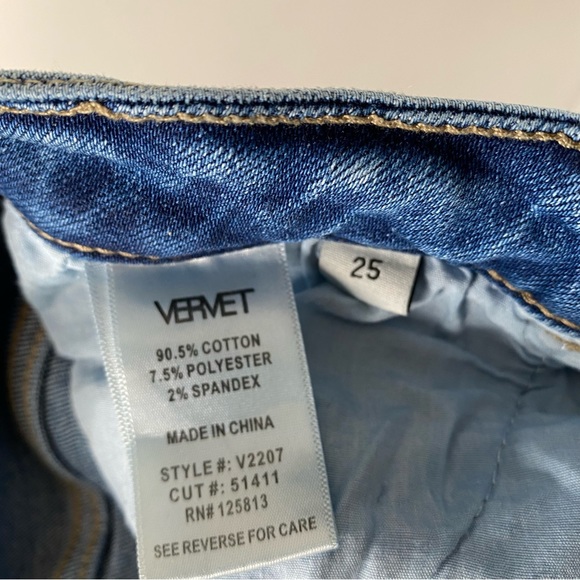 VERVET
90.5% COTTON
7.5% POLYESTER
2% SPANDEX
MADE IN CHINA
STYLE #: V2207
CUT #: 51411
RN# 125813
SEE REVERSE FOR CARE
25